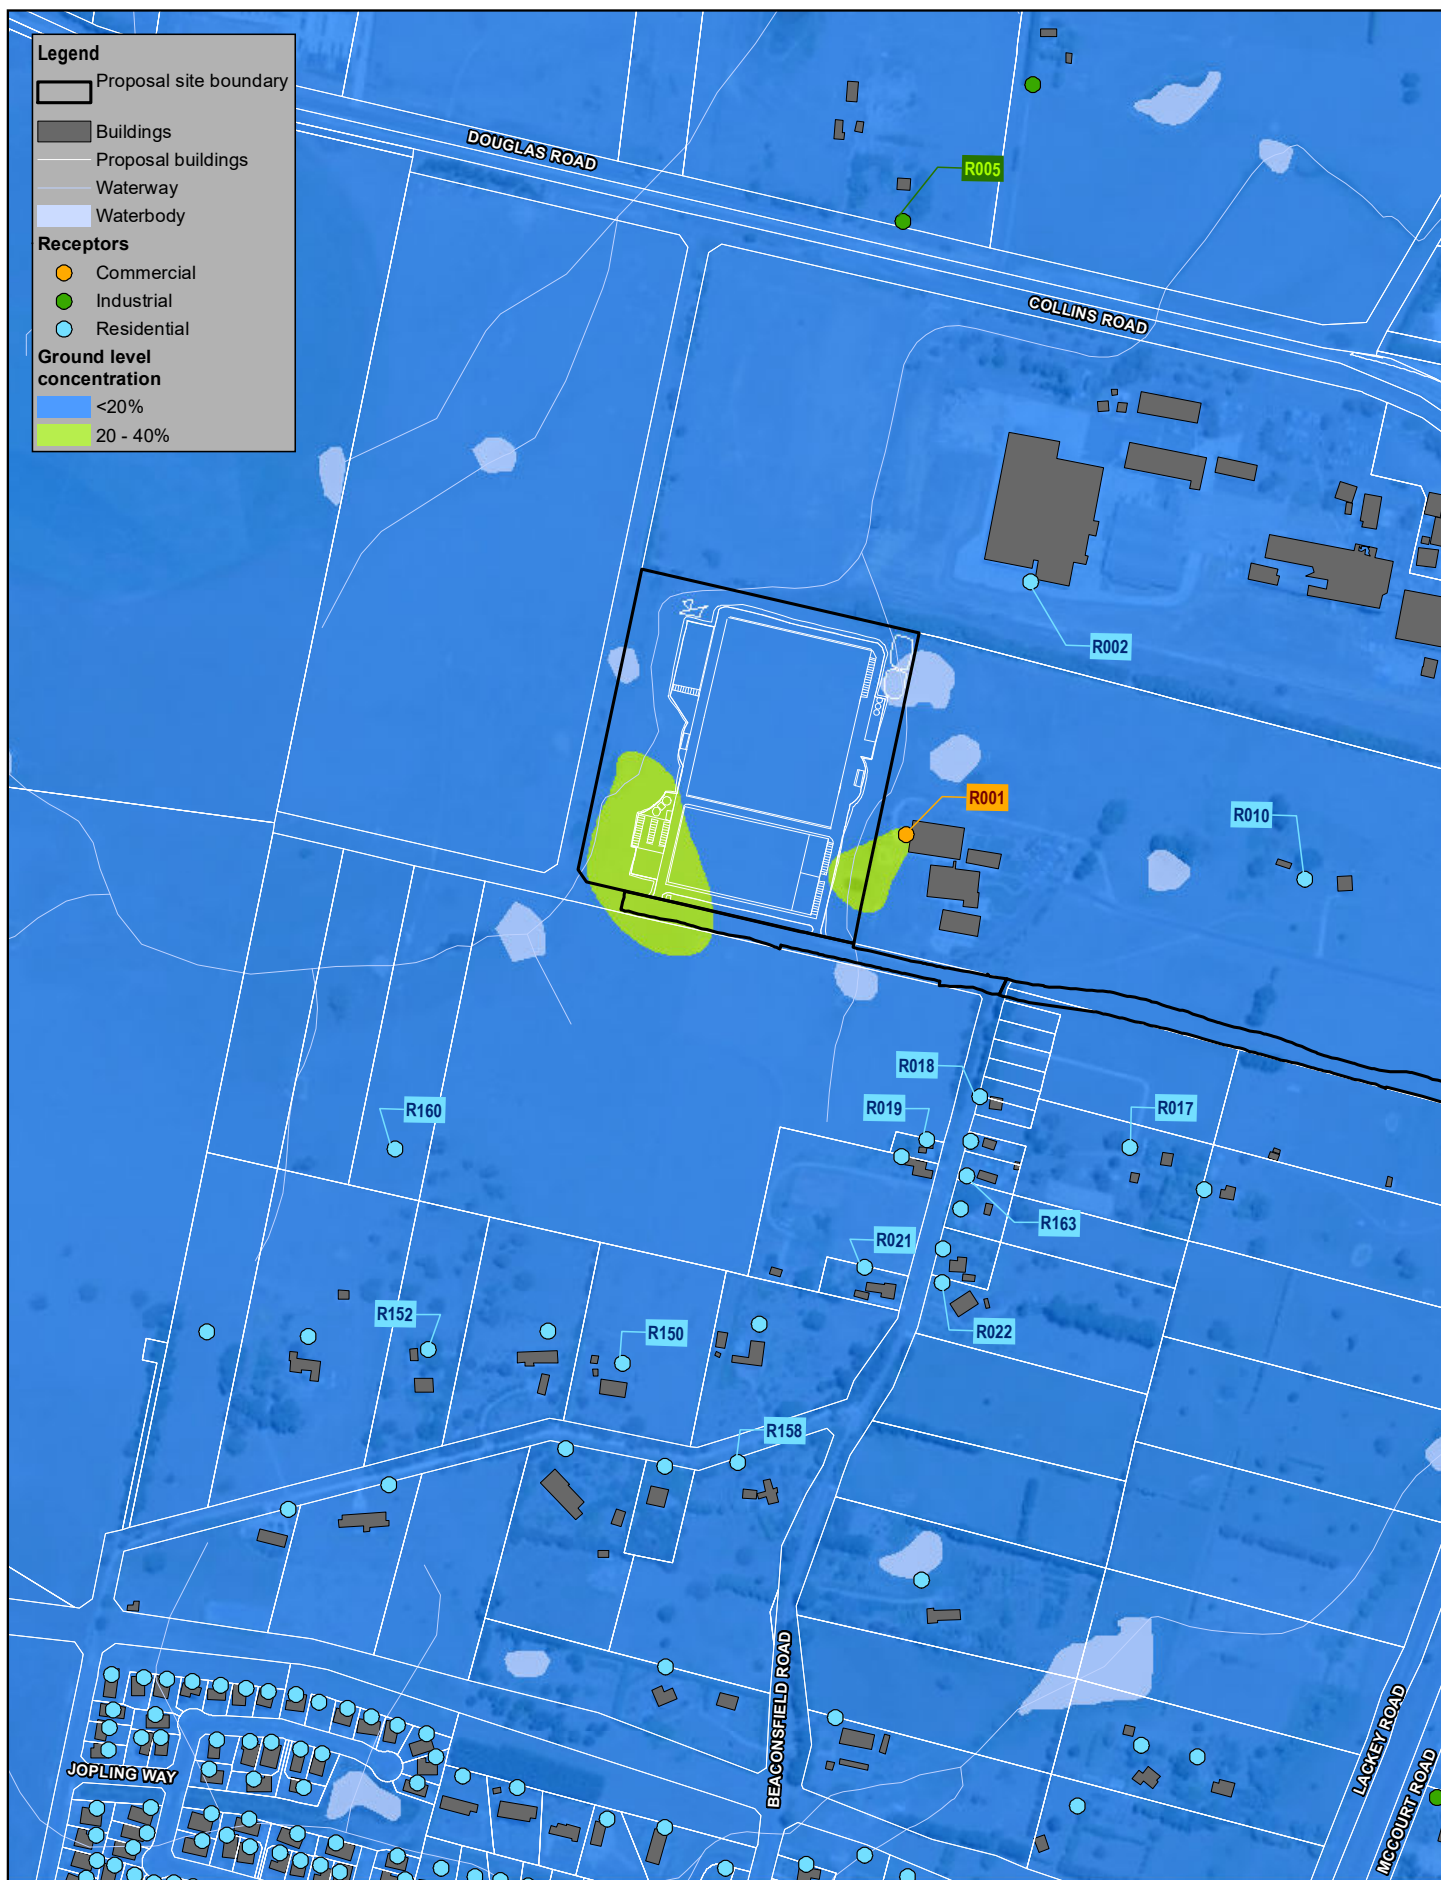 Legend
Proposal site boundary
Buildings
Proposal buildings
Waterway
Waterbody
Receptors
Commercial
Industrial
Residential
Ground level
concentration
<20%
20 - 40%
DOUGLAS ROAD
R005
COLLINS ROAD
R002
R001
R010
R018
R019
R017
R160
R163
R021
R152
R150
R022
R158
BEACONSFIELD ROAD
LACKEY ROAD
MCCOURT ROAD
JOPLING WAY